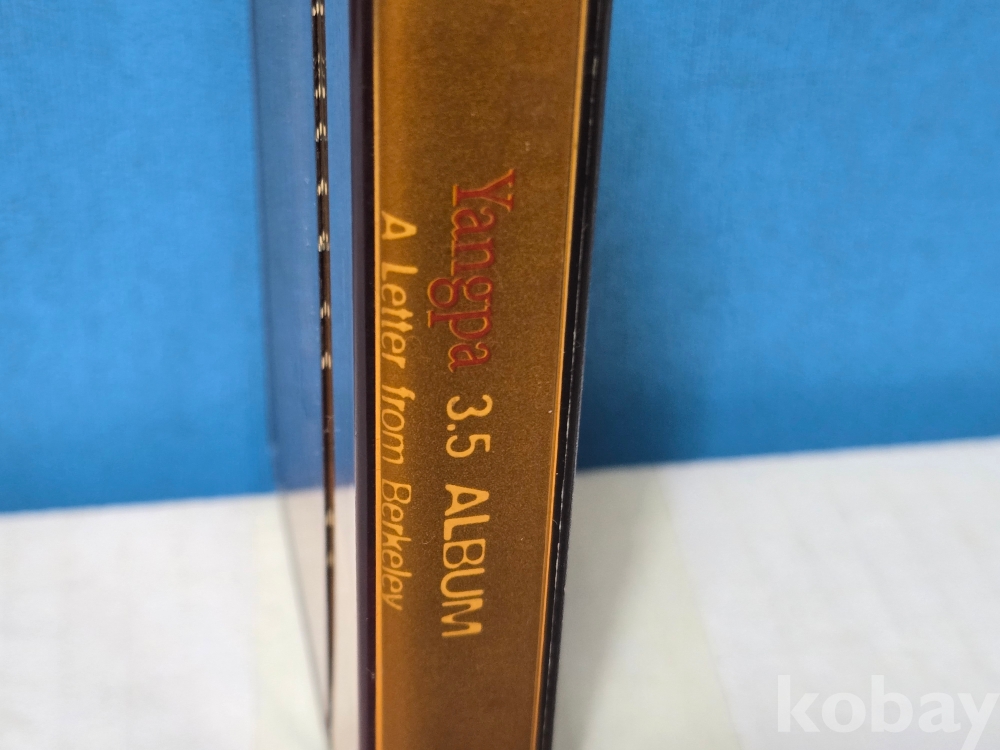 Yangpa 3.5 ALBUM
A Letter from Berkeley
kobay